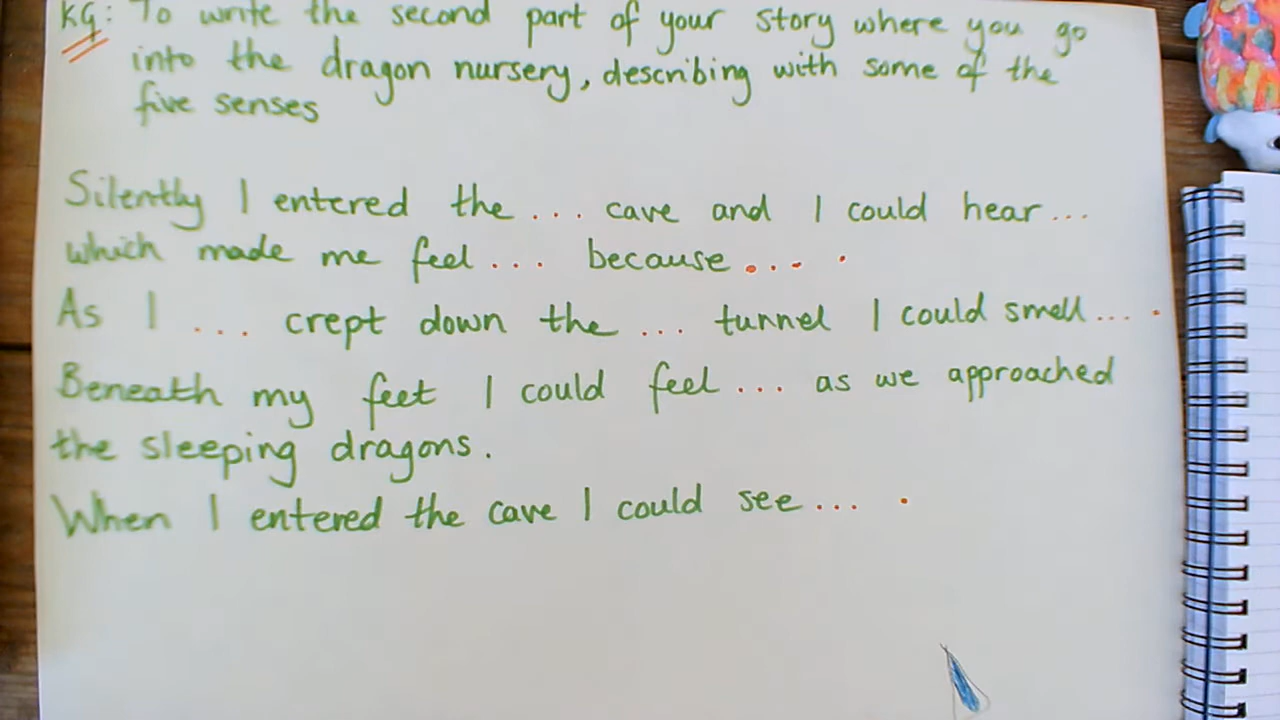 KG: To write the second part of your story where you go
into the dragon nursery, describing with some of the
five senses
Silently I entered the ... cave and I could hear ...
which made me feel ... because ... .
As I ... crept down the ... tunnel I could smell ... .
Beneath my feet I could feel ... as we approached
the sleeping dragons.
When I entered the cave I could see ... .